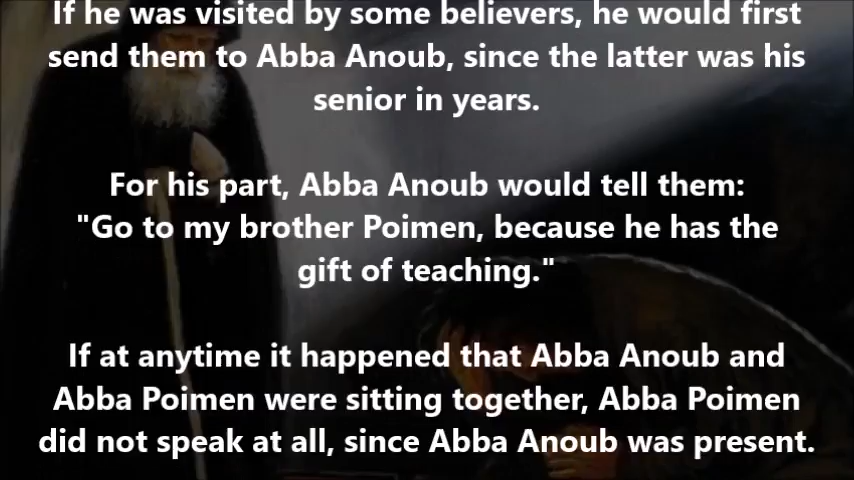 If he was visited by some believers, he would first
send them to Abba Anoub, since the latter was his
senior in years.
For his part, Abba Anoub would tell them:
"Go to my brother Poimen, because he has the
gift of teaching."
If at anytime it happened that Abba Anoub and
Abba Poimen were sitting together, Abba Poimen
did not speak at all, since Abba Anoub was present.